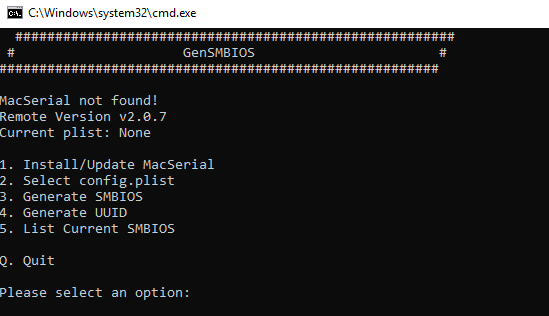 C:\Windows\system32\cmd.exe
#######################################################
# GenSMBIOS #
#######################################################
MacSerial not found!
Remote Version v2.0.7
Current plist: None
1. Install/Update MacSerial
2. Select config.plist
3. Generate SMBIOS
4. Generate UUID
5. List Current SMBIOS
Q. Quit
Please select an option: